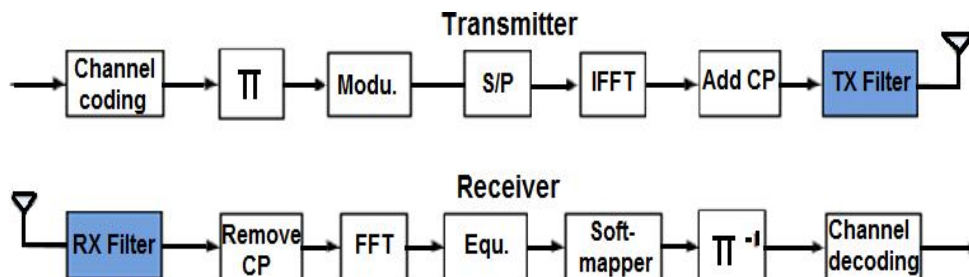 Transmitter
Channel
coding
Π
Modu.
S/P
IFFT
Add CP
TX Filter
Receiver
RX Filter
Remove
CP
FFT
Equ.
Soft-
mapper
Π⁻¹
Channel
decoding